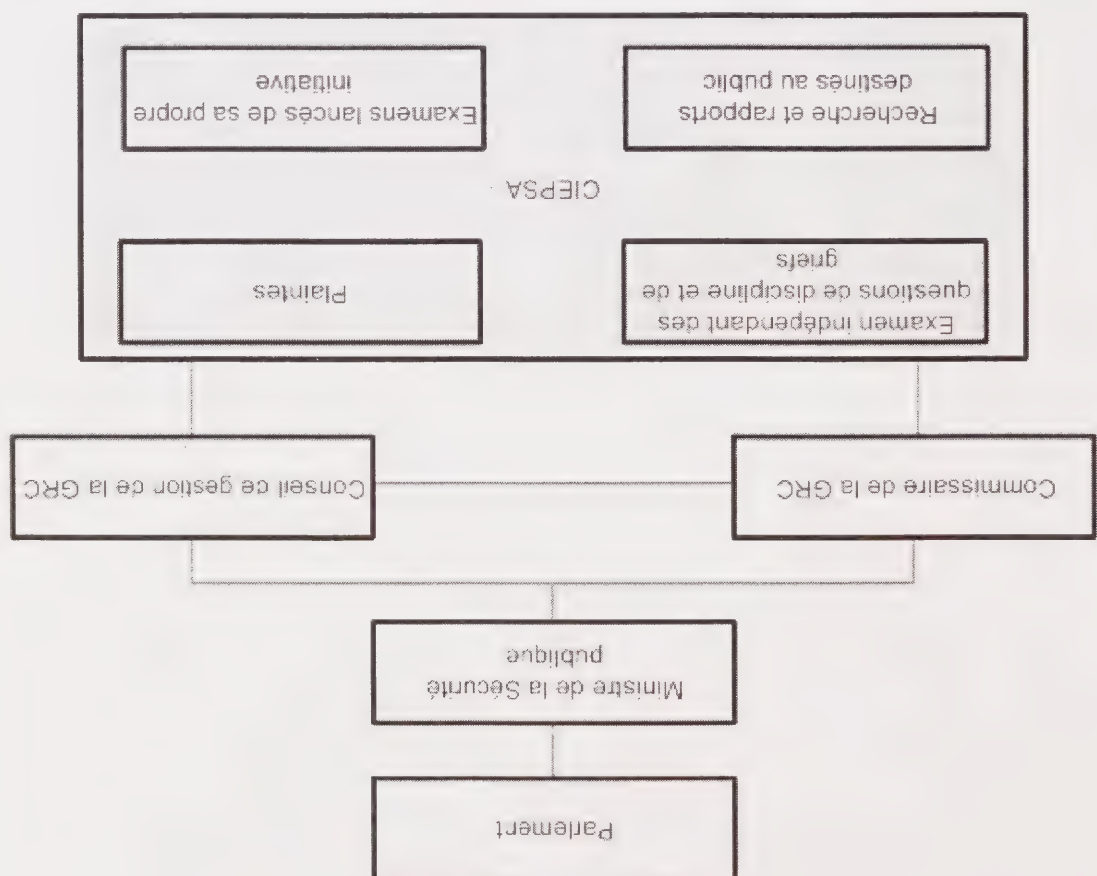 Parlement
Ministre de la Sécurité
publique
Commissaire de la GRC
Conseil de gestion de la GRC
Examen indépendant des
questions de discipline et de
griefs
Plaintes
CIEPSA
Recherche et rapports
destinés au public
Examens lancés de sa propre
initiative